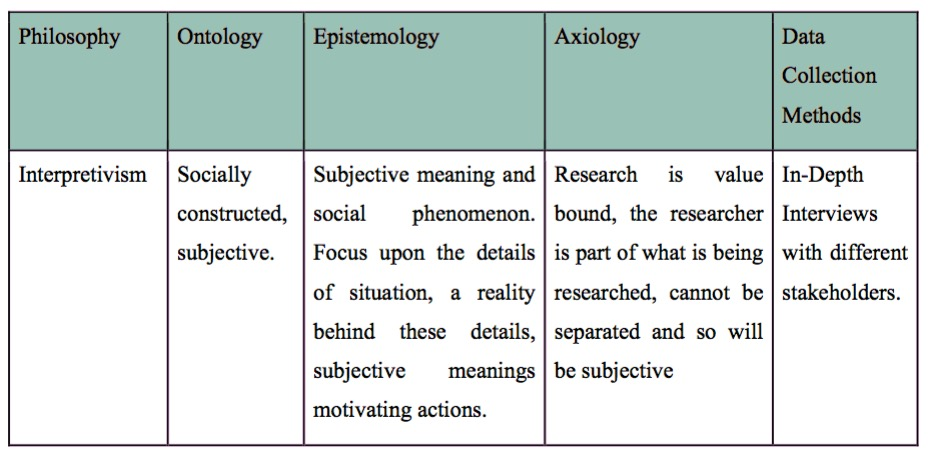 Philosophy
Ontology
Epistemology
Axiology
Data
Collection
Methods
Interpretivism
Socially
constructed,
subjective.
Subjective meaning and
social phenomenon.
Focus upon the details
of situation, a reality
behind these details,
subjective meanings
motivating actions.
Research is value
bound, the researcher
is part of what is being
researched, cannot be
separated and so will
be subjective
In-Depth
Interviews
with different
stakeholders.